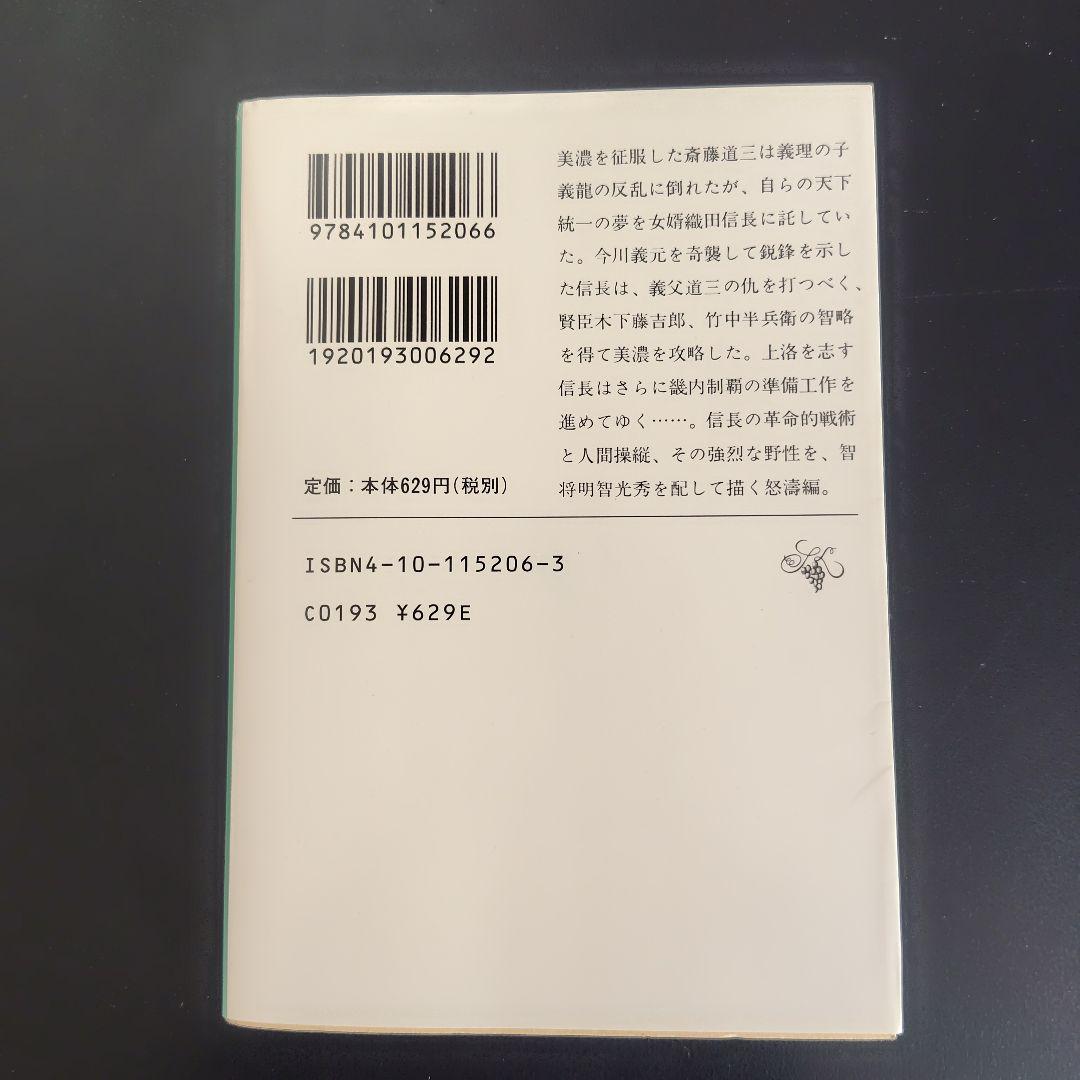 9784101152066
1920193006292
定価：本体629円(税別)
美濃を征服した斎藤道三は義理の子
義龍の反乱に倒れたが、自らの天下
統一の夢を女婿織田信長に託してい
た。今川義元を奇襲して鋭鋒を示し
た信長は、義父道三の仇を打つべく、
賢臣木下藤吉郎、竹中半兵衛の智略
を得て美濃を攻略した。上洛を志す
信長はさらに畿内制覇の準備工作を
進めてゆく……。信長の革命的戦術
と人間操縦、その強烈な野性を、智
将明智光秀を配して描く怒濤編。
ISBN4-10-115206-3
C0193 ¥629E